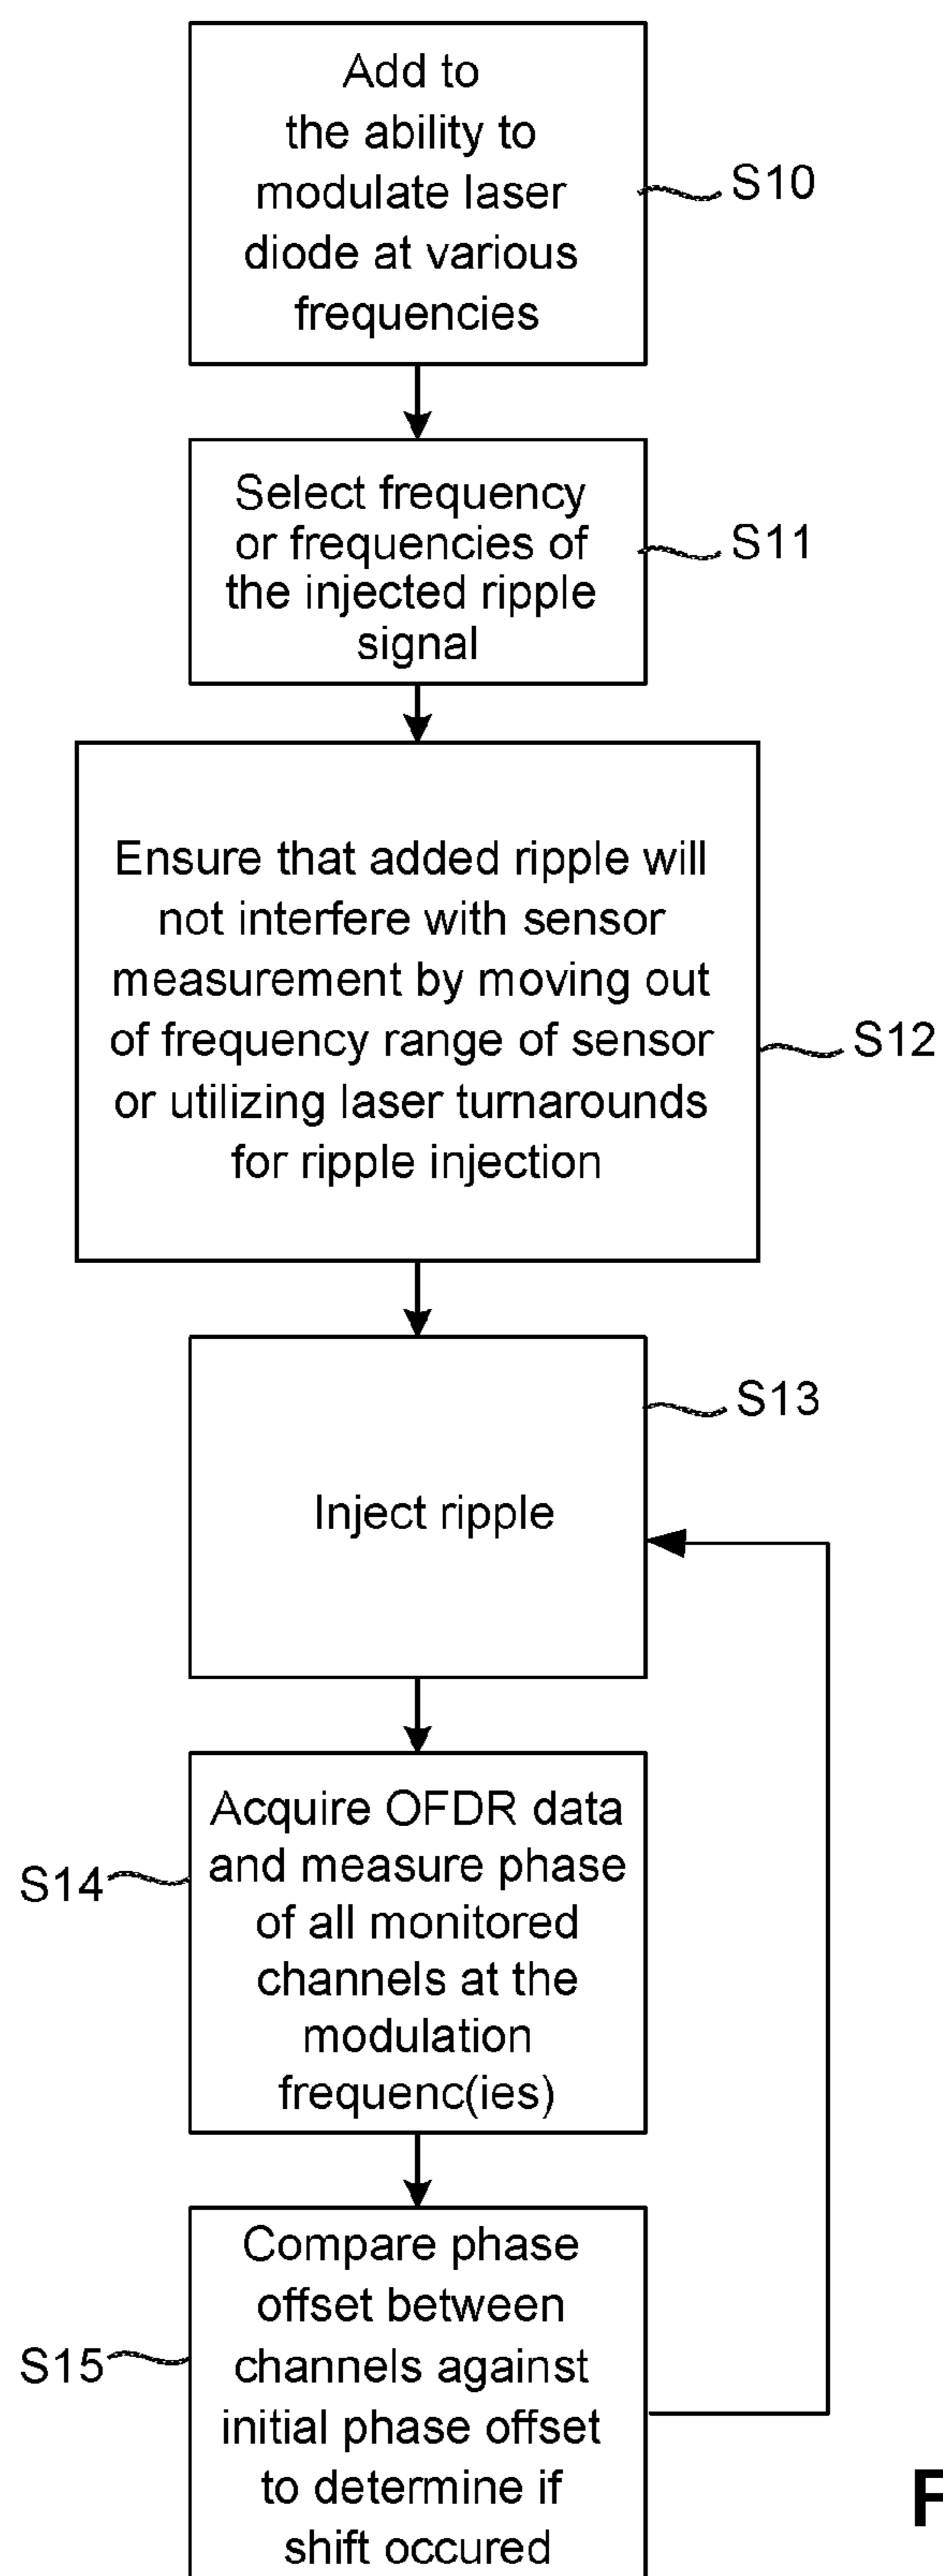 Add to
the ability to
modulate laser
diode at various
frequencies
S10
Select frequency
or frequencies of
the injected ripple
signal
S11
Ensure that added ripple will
not interfere with sensor
measurement by moving out
of frequency range of sensor
or utilizing laser turnarounds
for ripple injection
S12
Inject ripple
S13
Acquire OFDR data
and measure phase
of all monitored
channels at the
modulation
frequenc(ies)
S14
Compare phase
offset between
channels against
initial phase offset
to determine if
shift occured
S15
F